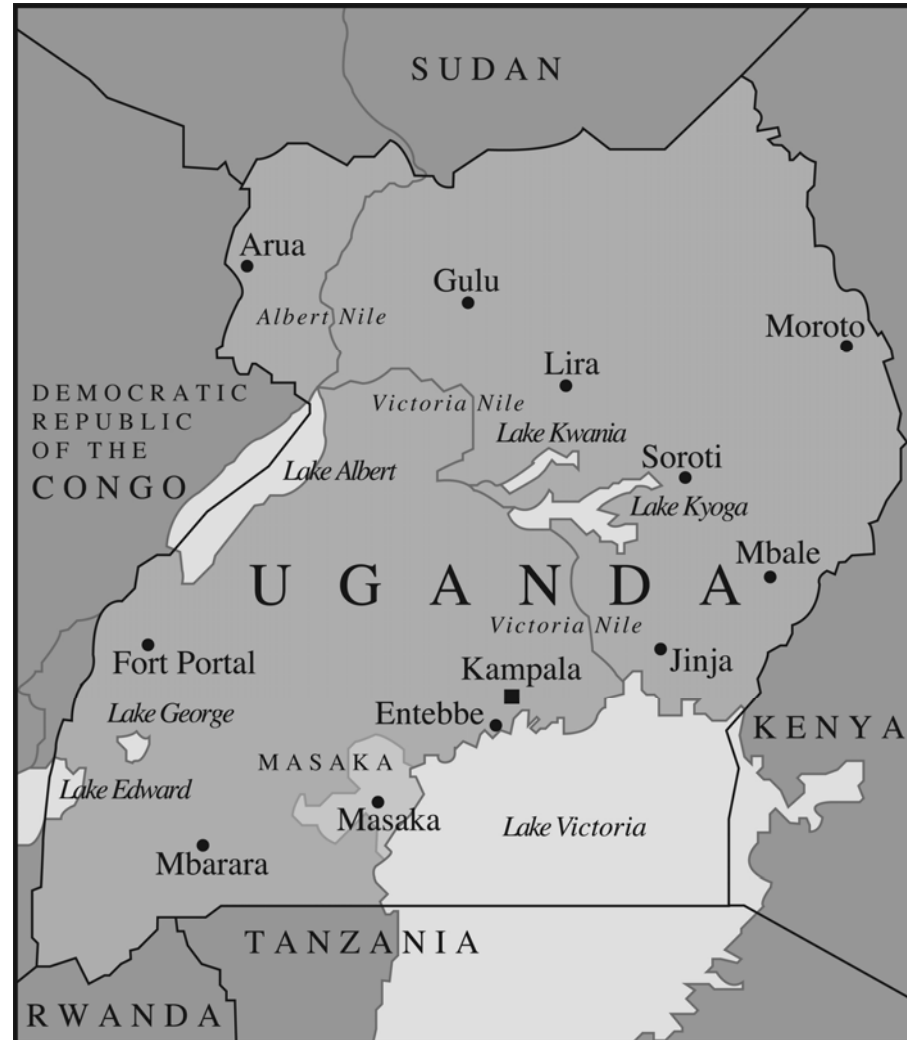 SUDAN
Arua
Gulu
Albert Nile
Moroto
Lira
DEMOCRATIC
REPUBLIC
OF THE
CONGO
Victoria Nile
Lake Kwania
Lake Albert
Soroti
Lake Kyoga
Mbale
UGANDA
Victoria Nile
Fort Portal
Jinja
Kampala
Lake George
Entebbe
KENYA
MASAKA
Lake Edward
Masaka
Lake Victoria
Mbarara
TANZANIA
RWANDA